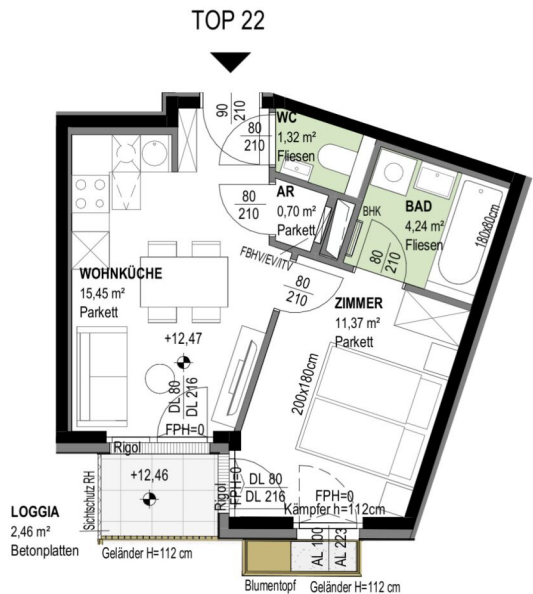 TOP 22
90
210
80
210
WC
1,32 m²
Fliesen
80
210
AR
0,70 m²
Parkett
BHK
BAD
4,24 m²
Fliesen
180x80cm
80
210
FBHV/EV/ITV
WOHNKÜCHE
15,45 m²
Parkett
80
210
ZIMMER
11,37 m²
Parkett
+12,47
200x180cm
DL 80
DL 216
FPH=0
Rigol
+12,46
Sichtschutz RH
Rigol
FPH=0
DL 80
DL 216
FPH=0
Kämpfer h=112cm
LOGGIA
2,46 m²
Betonplatten
Geländer H=112 cm
AL 100
AL 223
Blumentopf
Geländer H=112 cm